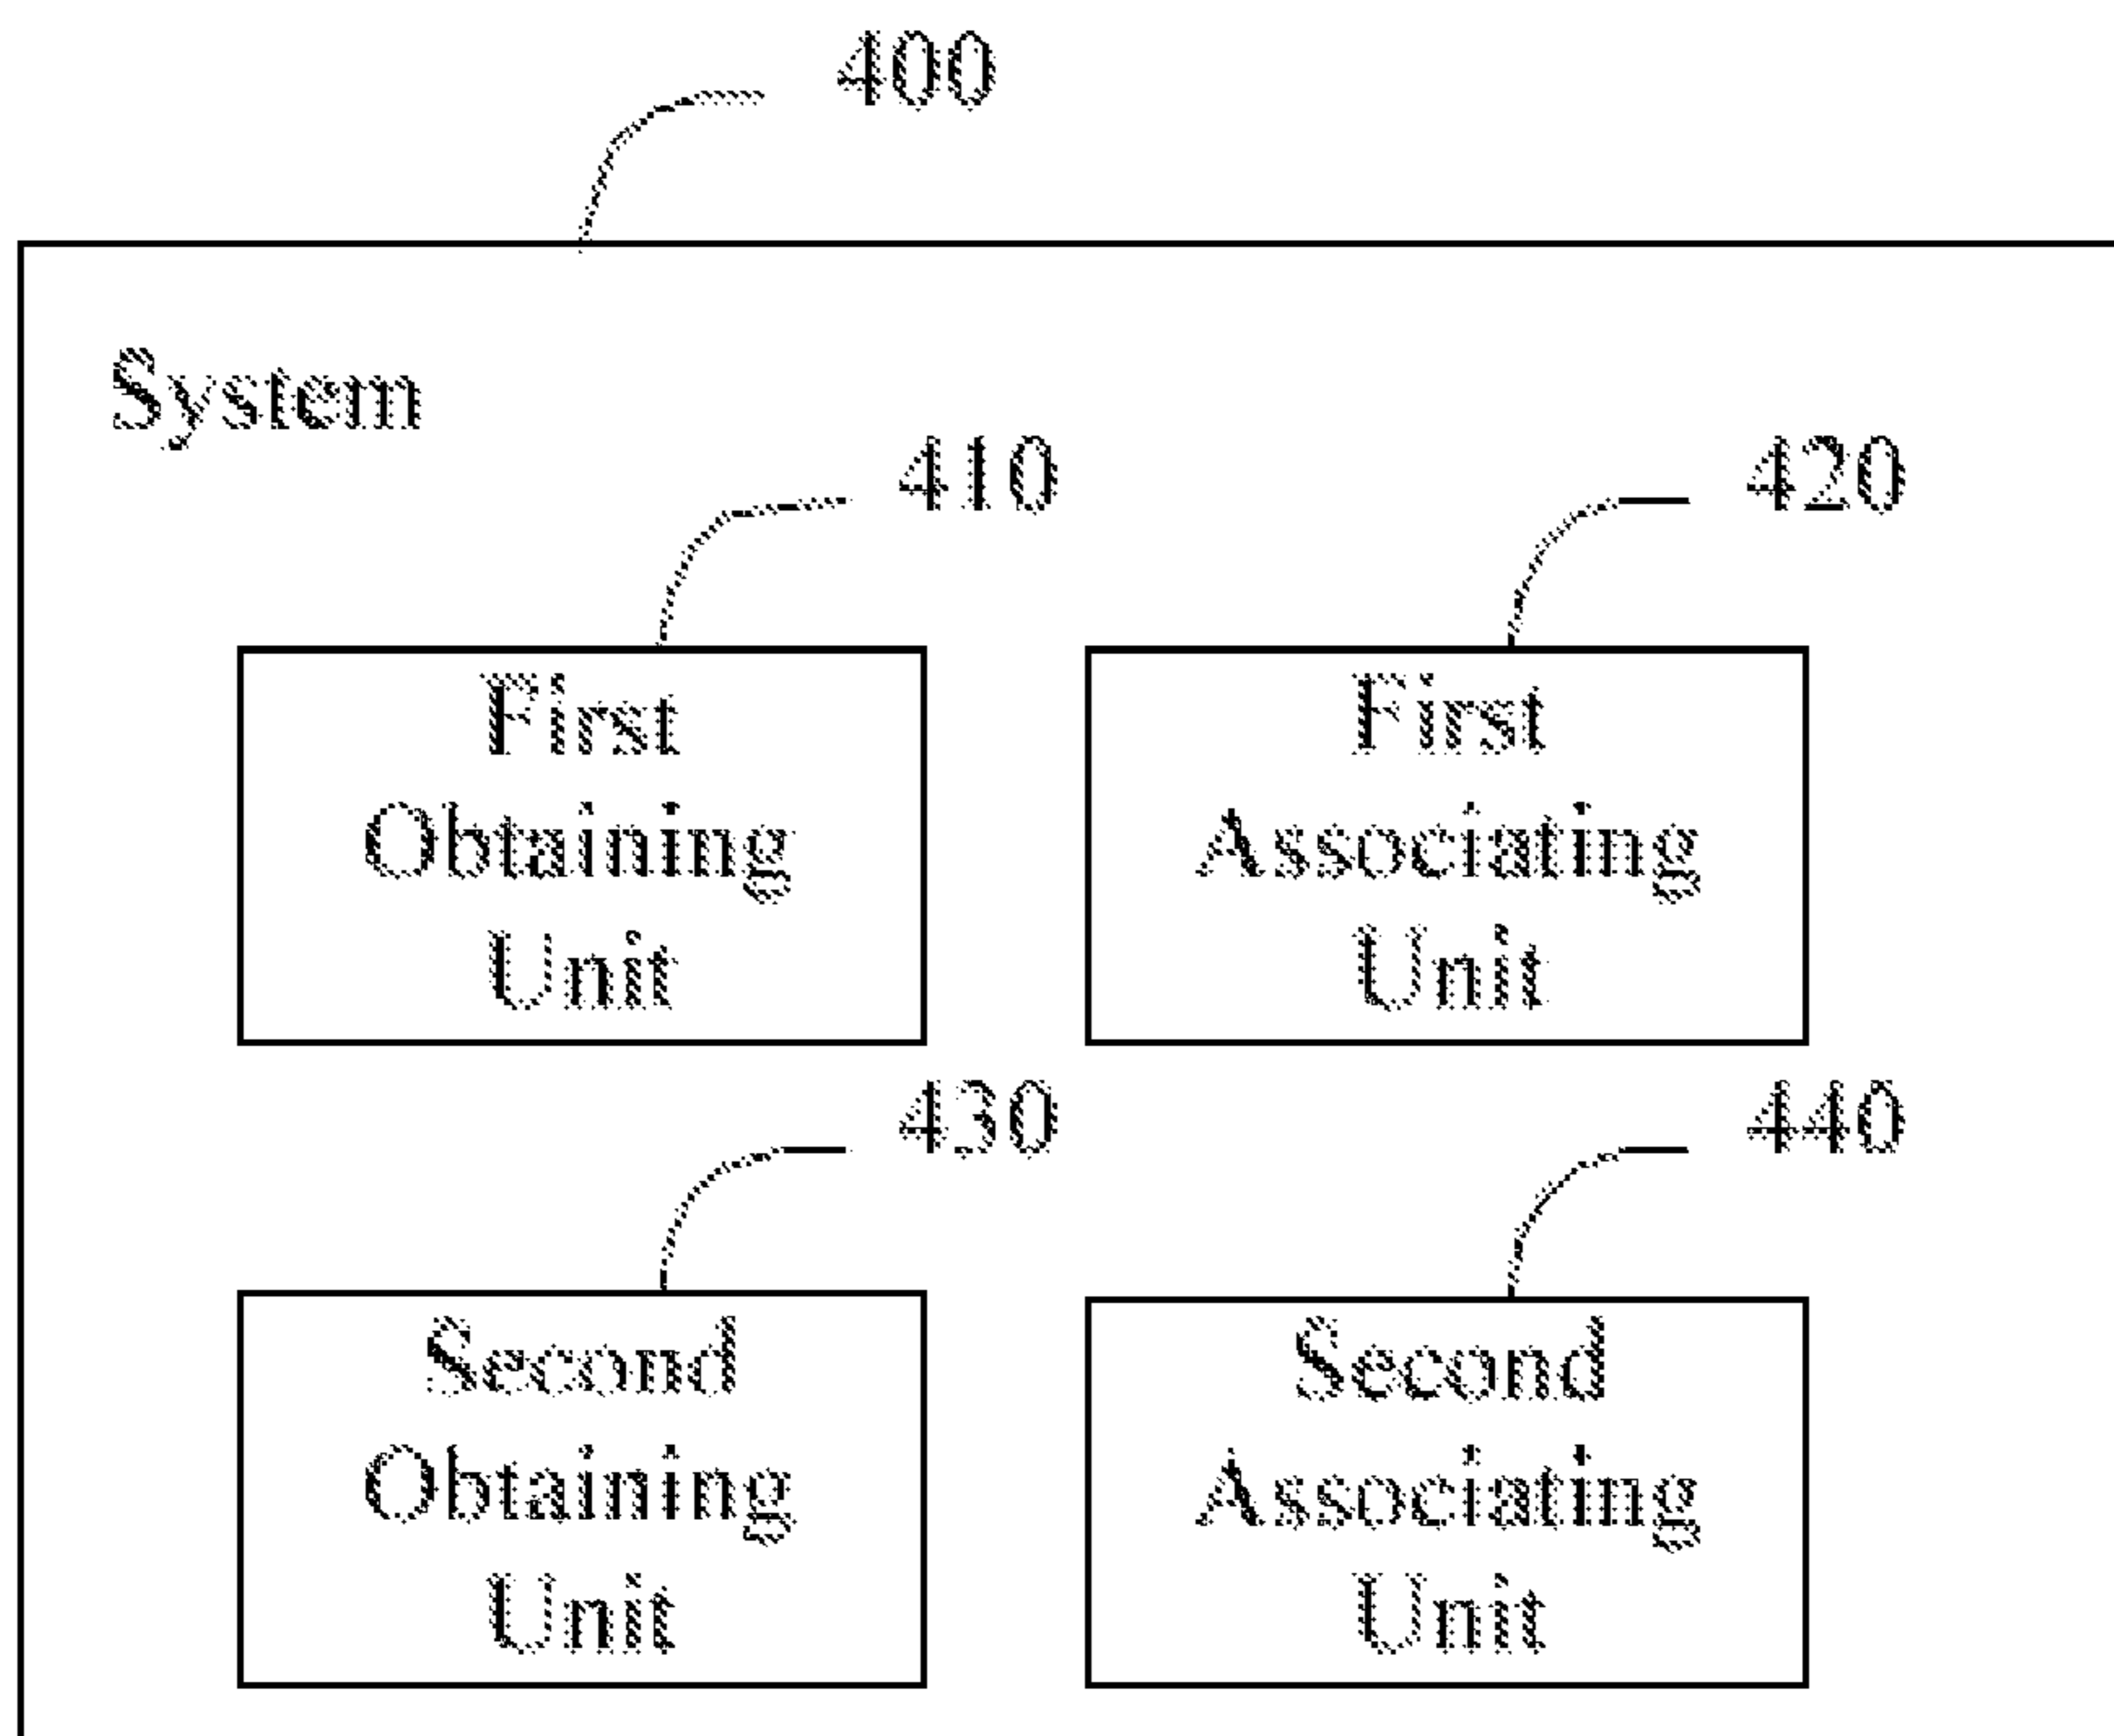 400
System
410
420
First
Obtaining
Unit
First
Associating
Unit
430
440
Second
Obtaining
Unit
Second
Associating
Unit